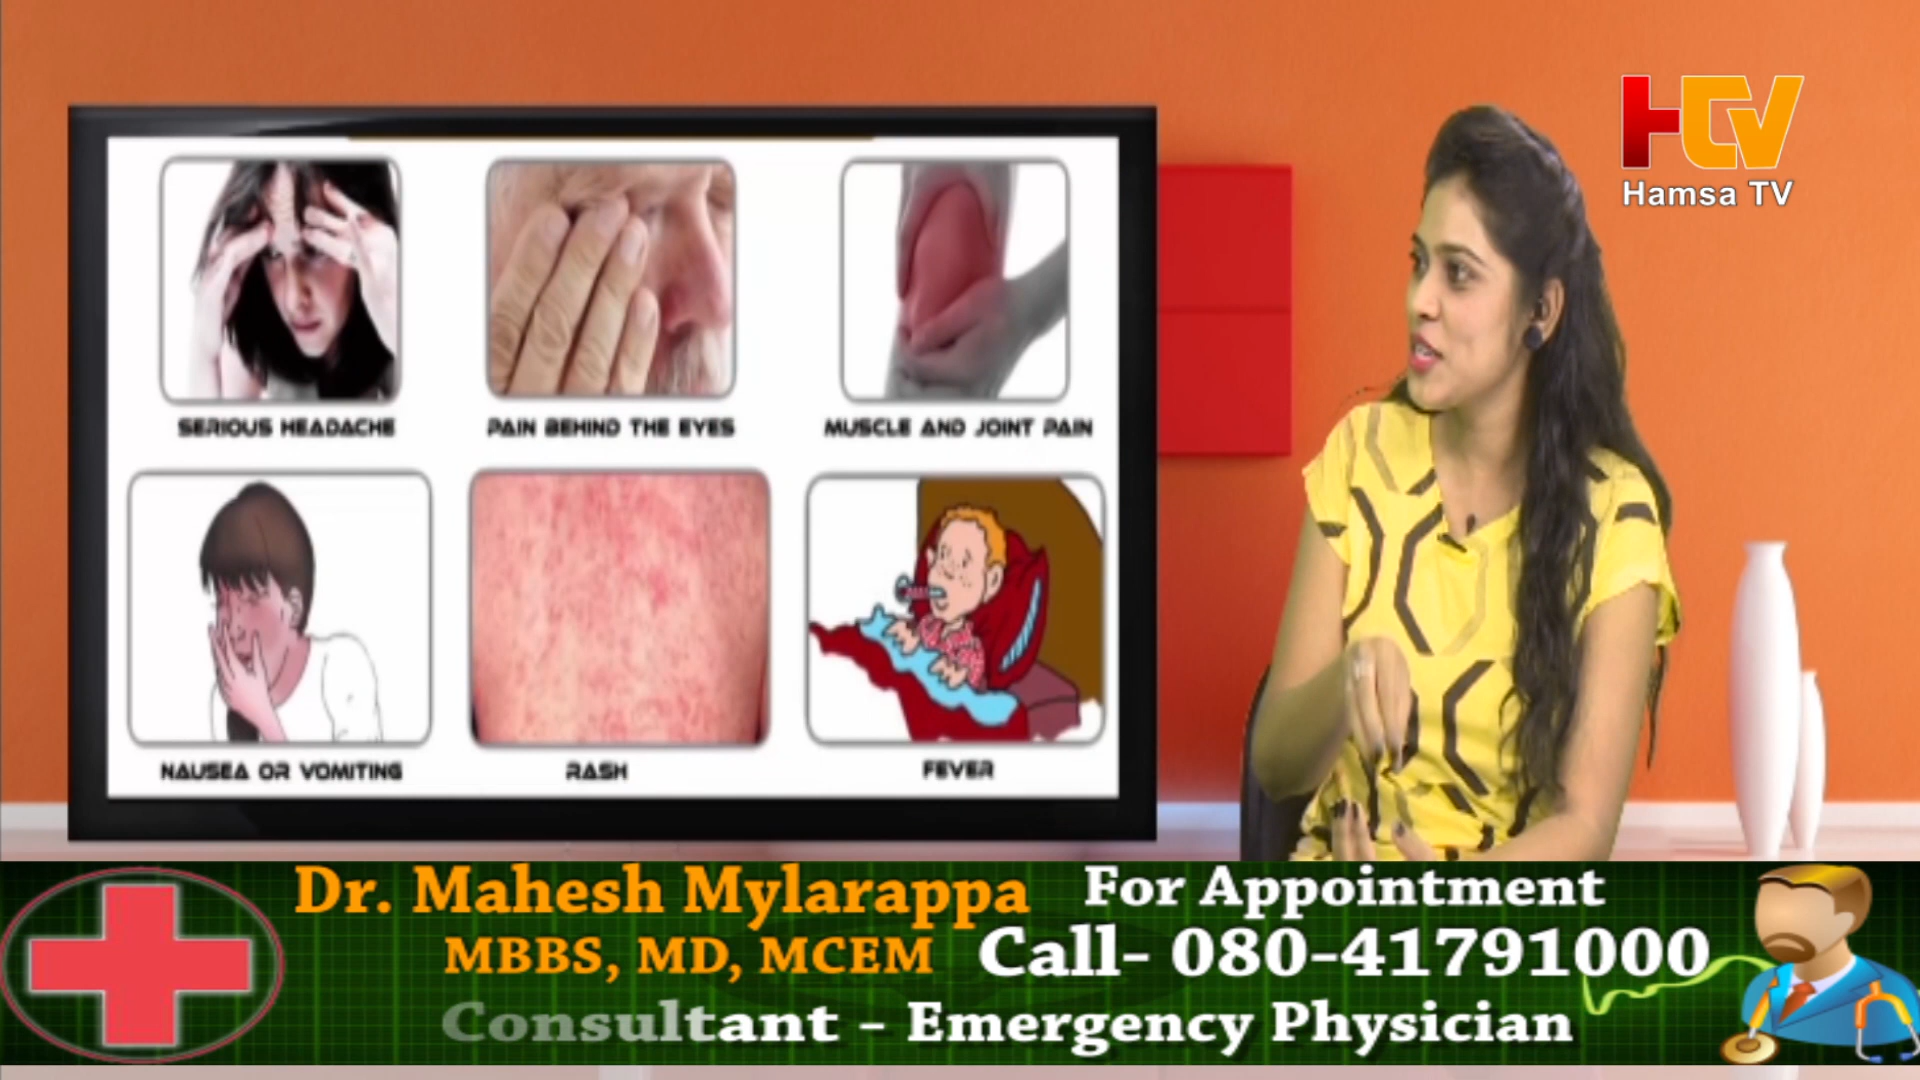 HTV
Hamsa TV
SERIOUS HEADACHE
PAIN BEHIND THE EYES
MUSCLE AND JOINT PAIN
NAUSEA OR VOMITING
RASH
FEVER
Dr. Mahesh Mylarappa
MBBS, MD, MCEM
For Appointment
Call- 080-41791000
Consultant - Emergency Physician